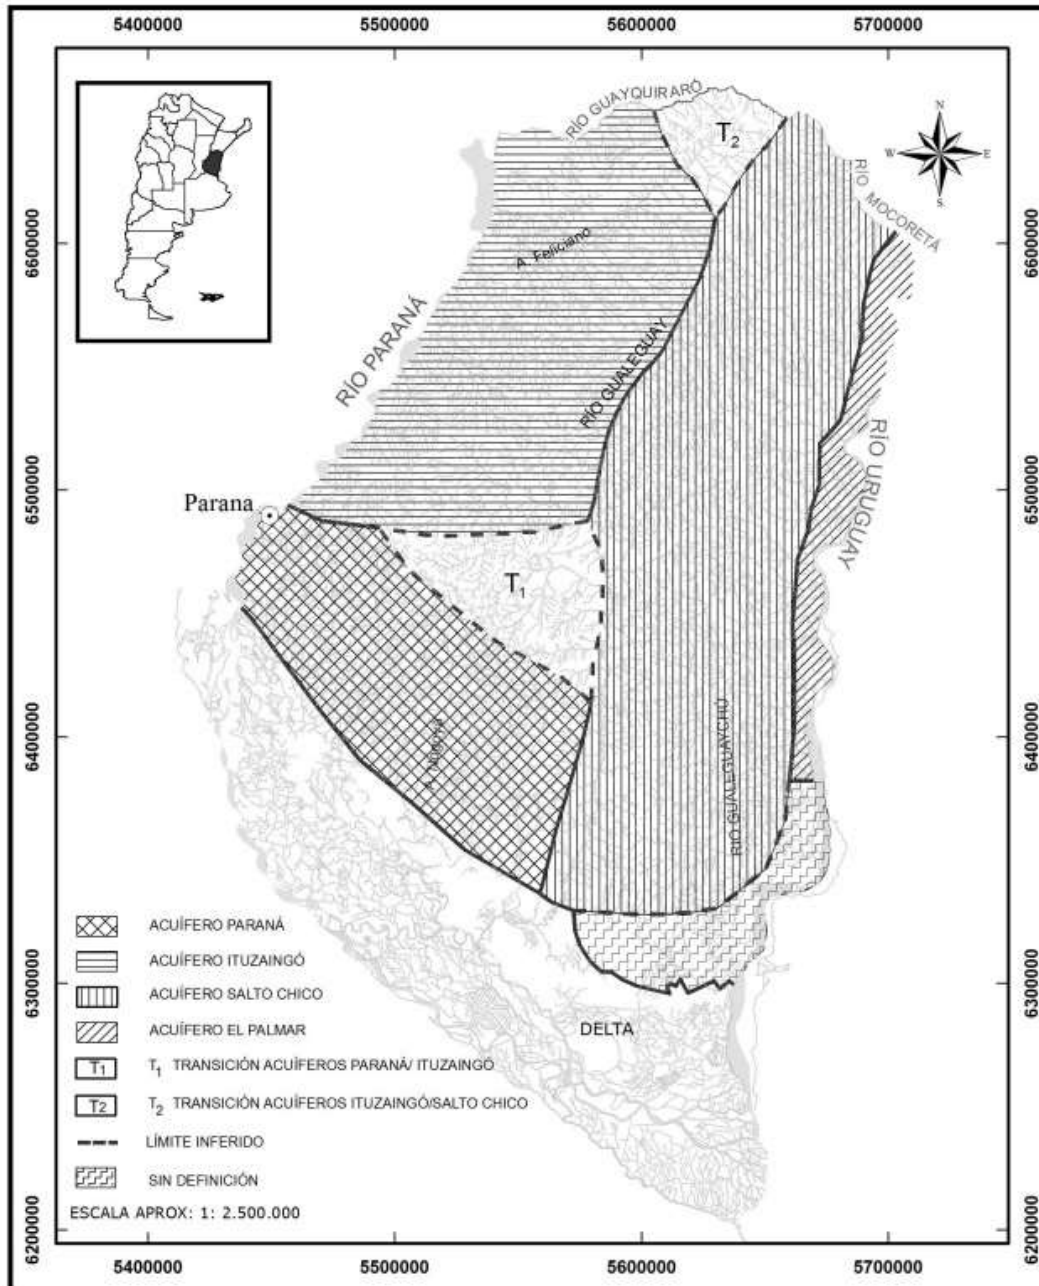 5400000 5500000 5600000 5700000
N
W E
S
RÍO GUAYQUIRARÓ
T2
RÍO MOCORETÁ
6600000 6600000
A. Feliciano
RÍO PARANÁ
RÍO GUALEGUAY
RÍO URUGUAY
6500000 6500000
Parana
T1
6400000 6400000
A. Nogoyá
RÍO GUALEGUAYCHÚ
ACUÍFERO PARANÁ
ACUÍFERO ITUZAINGÓ
6300000 6300000
ACUÍFERO SALTO CHICO
ACUÍFERO EL PALMAR
DELTA
T1 T1 TRANSICIÓN ACUÍFEROS PARANÁ/ ITUZAINGÓ
T2 T2 TRANSICIÓN ACUÍFEROS ITUZAINGÓ/SALTO CHICO
LÍMITE INFERIDO
SIN DEFINICIÓN
ESCALA APROX: 1: 2.500.000
6200000 6200000
5400000 5500000 5600000 5700000